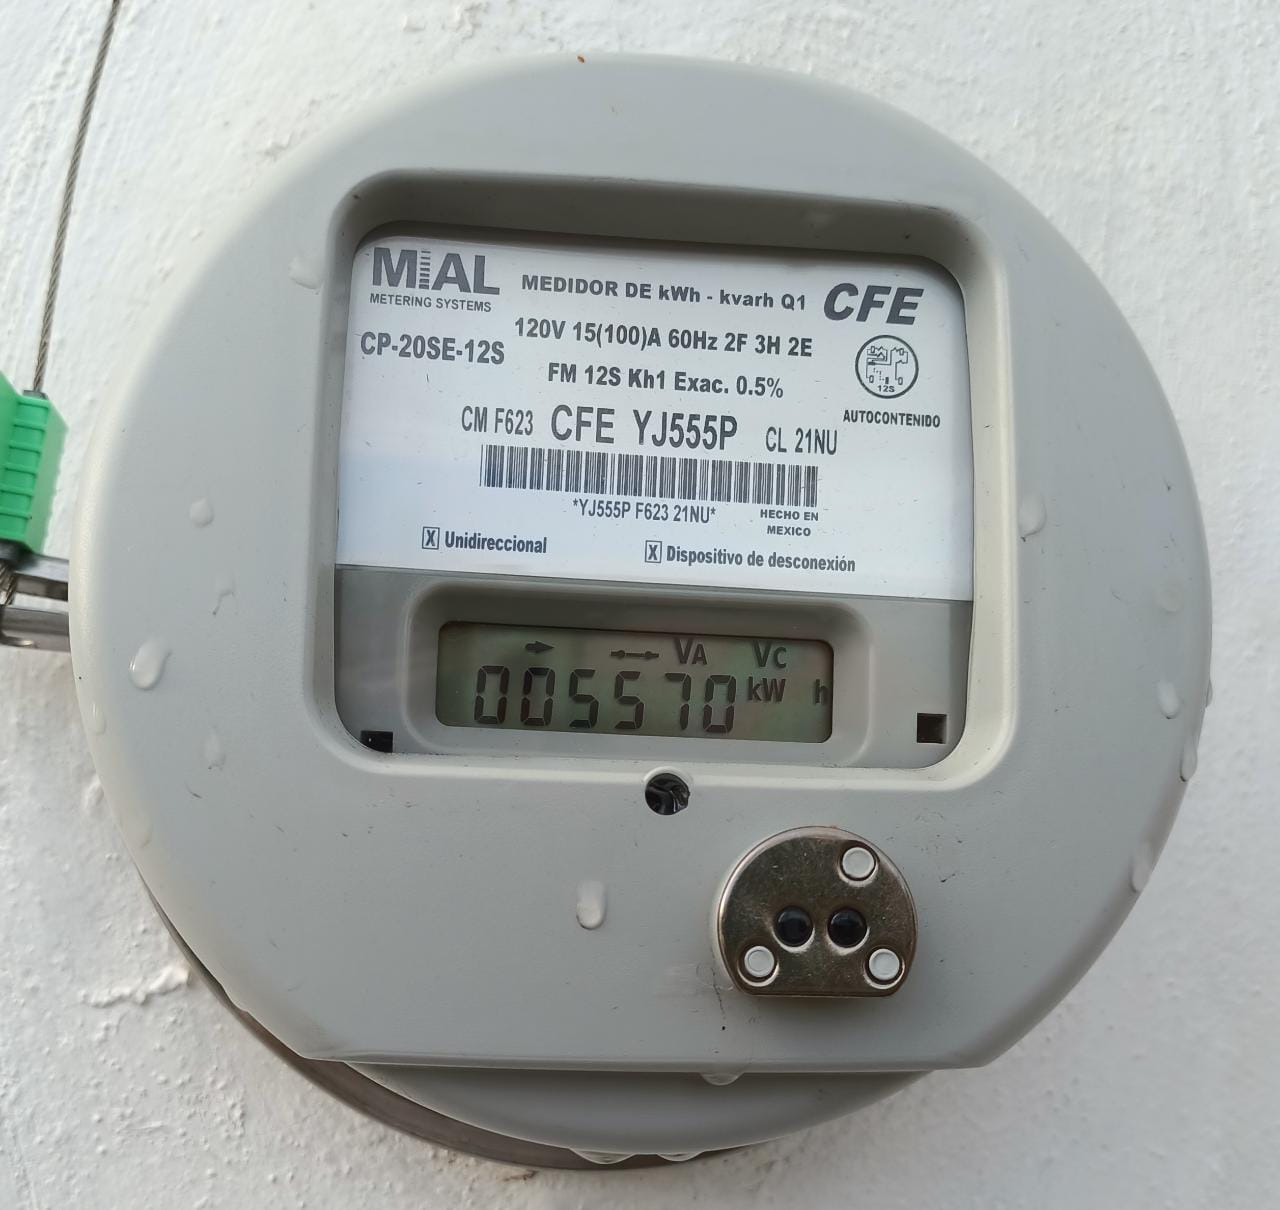 MIAL
METERING SYSTEMS
MEDIDOR DE kWh - kvarh Q1
CFE
CP-20SE-12S
120V 15(100)A 60Hz 2F 3H 2E
FM 12S Kh1 Exac. 0.5%
12S
AUTOCONTENIDO
CM F623 CFE YJ555P CL 21NU
*YJ555P F623 21NU*
HECHO EN
MEXICO
X Unidireccional
X Dispositivo de desconexión
VA VC
005570 kW h